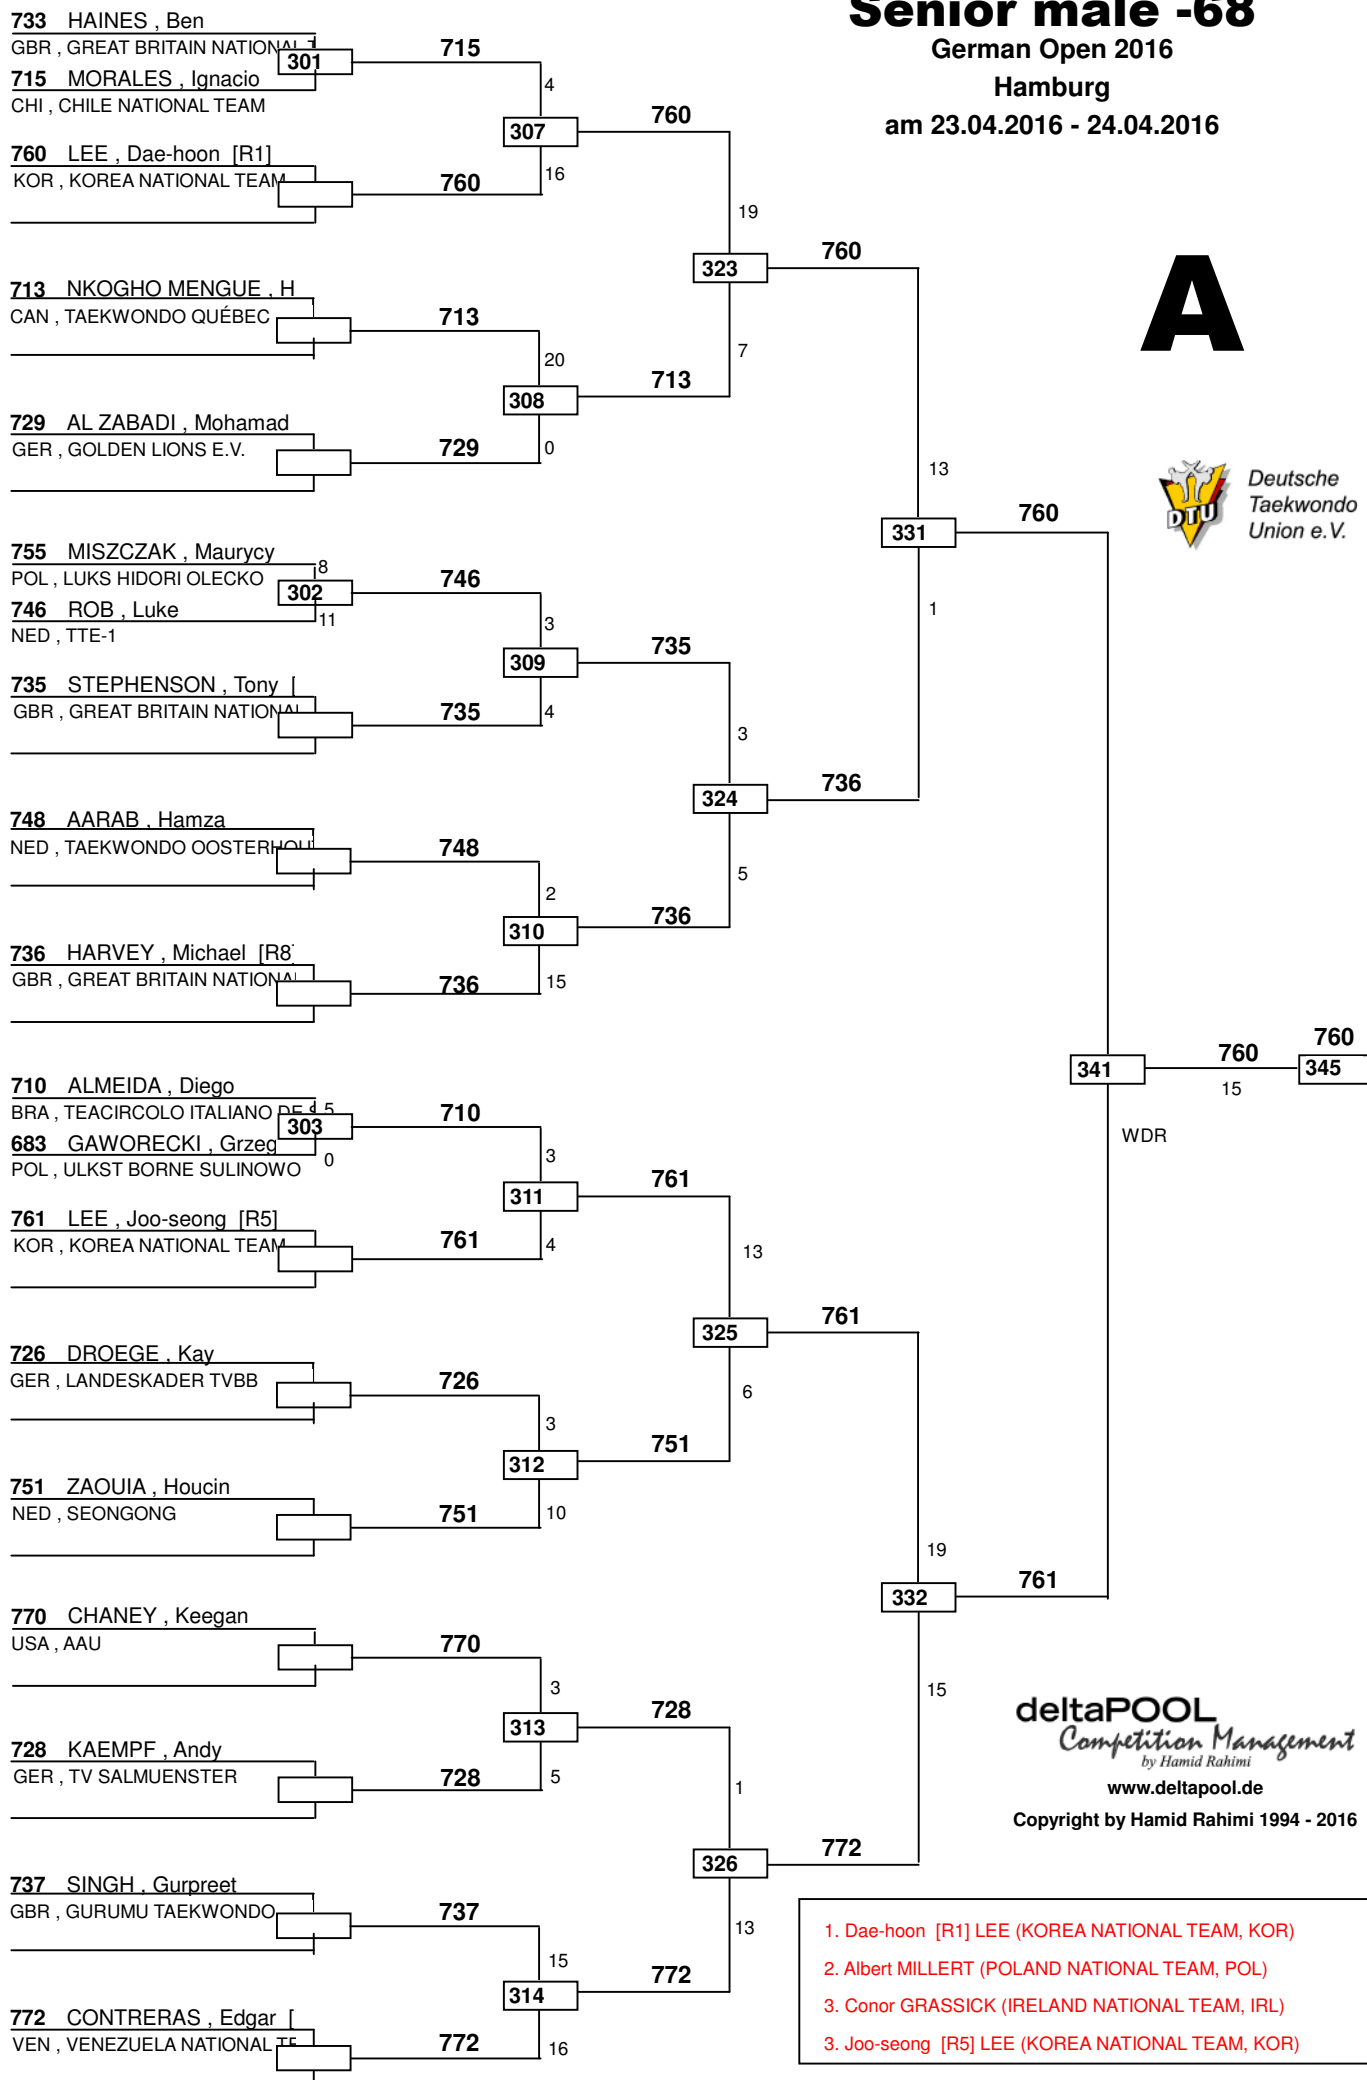 Senior male -68
German Open 2016
Hamburg
am 23.04.2016 - 24.04.2016
A
Deutsche
Taekwondo
Union e.V.
DTU
733 HAINES , Ben
GBR , GREAT BRITAIN NATIONAL T
301
715 MORALES , Ignacio
CHI , CHILE NATIONAL TEAM
715
4
307
760
760 LEE , Dae-hoon [R1]
KOR , KOREA NATIONAL TEAM
760
16
19
323
760
713 NKOGHO MENGUE , H
CAN , TAEKWONDO QUÉBEC
713
20
7
308
713
729 AL ZABADI , Mohamad
GER , GOLDEN LIONS E.V.
729
0
13
331
760
755 MISZCZAK , Maurycy
8
POL , LUKS HIDORI OLECKO
302
746
746 ROB , Luke
11
NED , TTE-1
3
309
735
1
735 STEPHENSON , Tony [
GBR , GREAT BRITAIN NATIONAL
735
4
3
324
736
748 AARAB , Hamza
NED , TAEKWONDO OOSTERHOUT
748
2
5
310
736
736 HARVEY , Michael [R8]
GBR , GREAT BRITAIN NATIONAL
736
15
341
760
15
345
760
WDR
710 ALMEIDA , Diego
BRA , TEACIRCOLO ITALIANO DE S
5
303
710
683 GAWORECKI , Grzeg
0
POL , ULKST BORNE SULINOWO
3
311
761
761 LEE , Joo-seong [R5]
KOR , KOREA NATIONAL TEAM
761
4
13
325
761
726 DROEGE , Kay
GER , LANDESKADER TVBB
726
3
6
312
751
751 ZAOUIA , Houcin
NED , SEONGONG
751
10
19
332
761
770 CHANEY , Keegan
USA , AAU
770
3
15
313
728
728 KAEMPF , Andy
GER , TV SALMUENSTER
728
5
1
326
772
737 SINGH , Gurpreet
GBR , GURUMU TAEKWONDO
737
15
13
314
772
772 CONTRERAS , Edgar [
VEN , VENEZUELA NATIONAL TE
772
16
deltaPOOL
Competition Management
by Hamid Rahimi
www.deltapool.de
Copyright by Hamid Rahimi 1994 - 2016
1. Dae-hoon [R1] LEE (KOREA NATIONAL TEAM, KOR)
2. Albert MILLERT (POLAND NATIONAL TEAM, POL)
3. Conor GRASSICK (IRELAND NATIONAL TEAM, IRL)
3. Joo-seong [R5] LEE (KOREA NATIONAL TEAM, KOR)